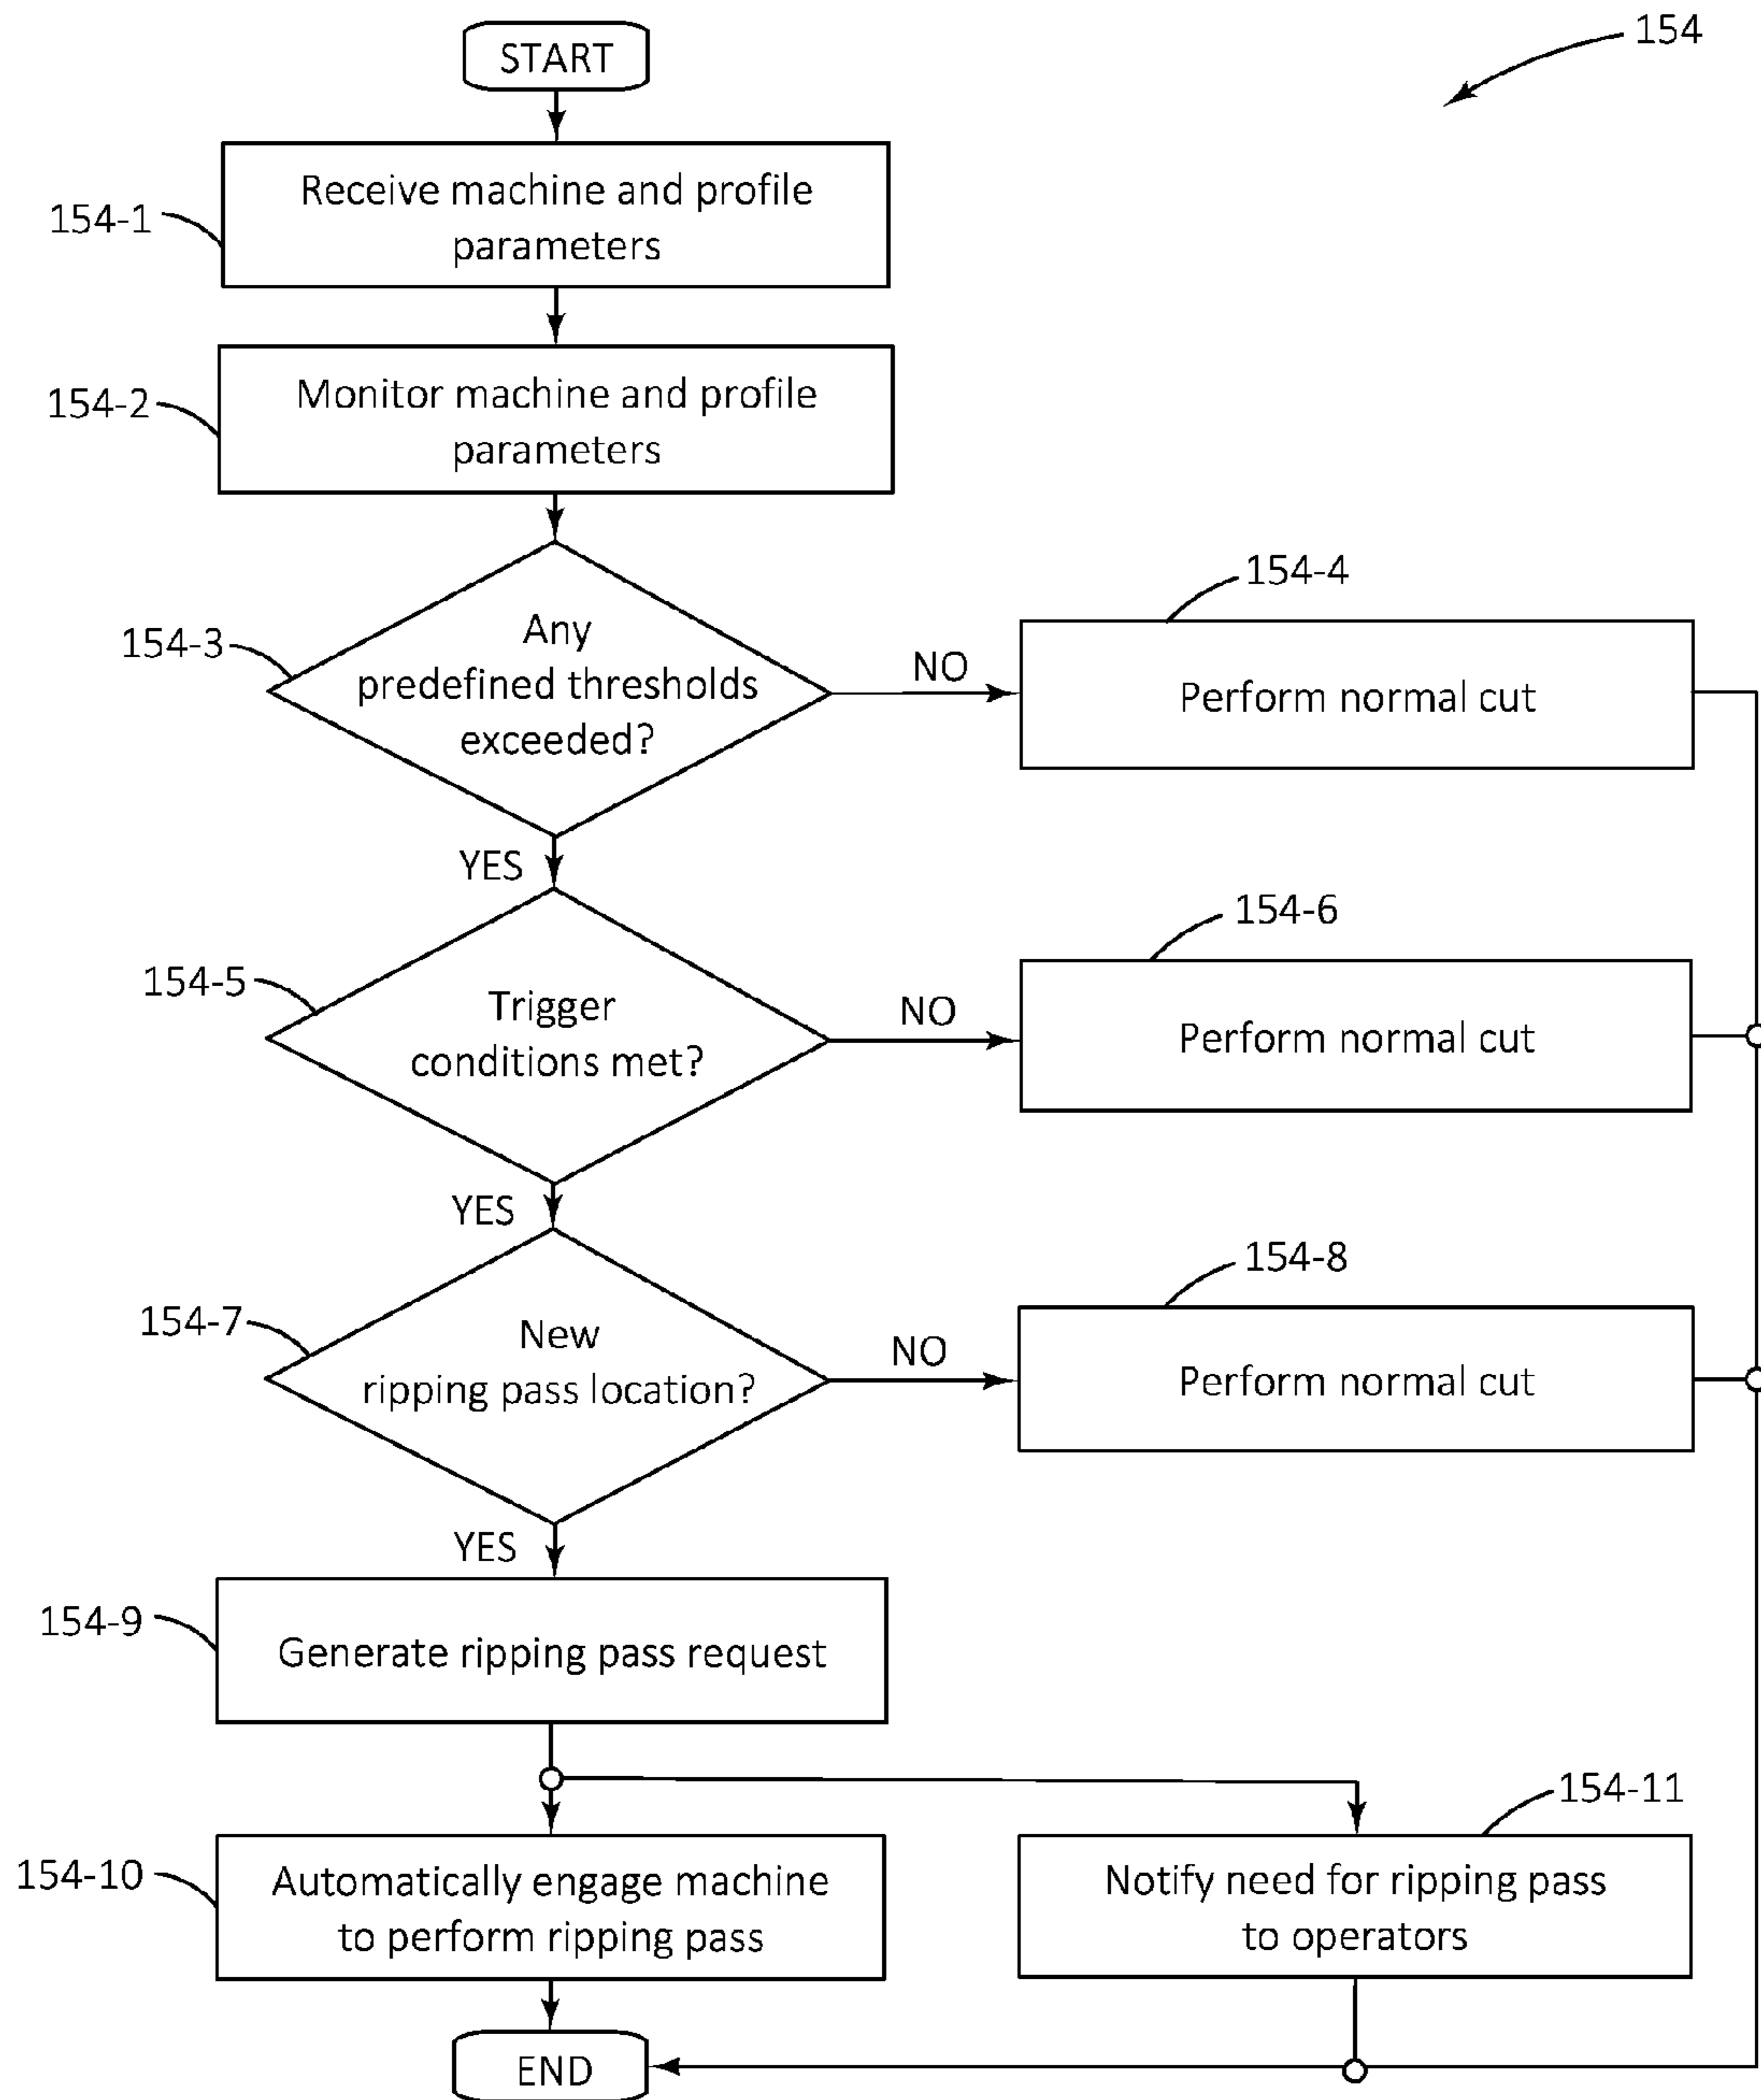 START
154
154-1
Receive machine and profile
parameters
154-2
Monitor machine and profile
parameters
154-3
Any
predefined thresholds
exceeded?
NO
154-4
Perform normal cut
YES
154-5
Trigger
conditions met?
NO
154-6
Perform normal cut
YES
154-7
New
ripping pass location?
NO
154-8
Perform normal cut
YES
154-9
Generate ripping pass request
154-10
Automatically engage machine
to perform ripping pass
154-11
Notify need for ripping pass
to operators
END